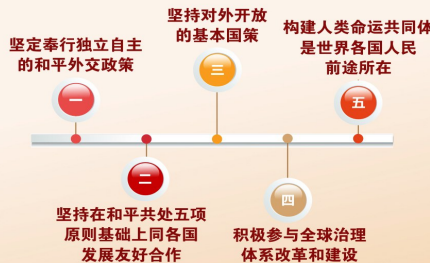 坚定奉行独立自主
的和平外交政策
一
坚持在和平共处五项
原则基础上同各国
发展友好合作
二
坚持对外开放
的基本国策
三
积极参与全球治理
体系改革和建设
四
构建人类命运共同体
是世界各国人民
前途所在
五